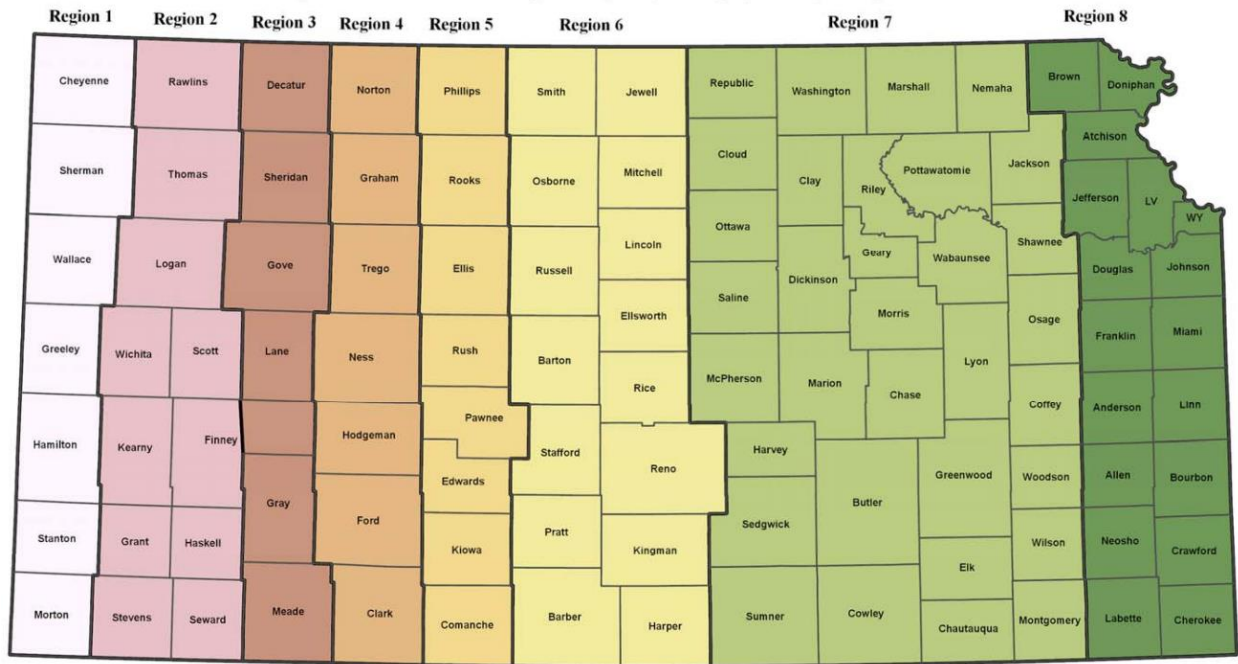 Region 1 Region 2 Region 3 Region 4 Region 5 Region 6 Region 7 Region 8
Cheyenne Rawlins Decatur Norton Phillips Smith Jewell Republic Washington Marshall Nemaha Brown Doniphan
Atchison
Cloud Jackson
Sherman Thomas Sheridan Graham Rooks Osborne Mitchell Clay Riley Pottawatomie
Jefferson LV
WY
Ottawa
Lincoln Shawnee
Wallace Logan Gove Trego Ellis Russell Geary Wabaunsee Douglas Johnson
Dickinson
Saline
Ellsworth Morris Osage
Greeley Wichita Scott Lane Ness Rush Barton Franklin Miami
Lyon
Rice McPherson Marion Chase
Coffey Anderson Linn
Pawnee
Hamilton Kearny Finney Hodgeman Stafford Harvey
Reno Greenwood Woodson Allen Bourbon
Edwards
Gray Butler
Ford Sedgwick
Stanton Grant Haskell Kiowa Pratt Kingman Wilson Neosho Crawford
Elk
Morton Stevens Seward Meade Clark Comanche Barber Harper Sumner Cowley Chautauqua Montgomery Labette Cherokee